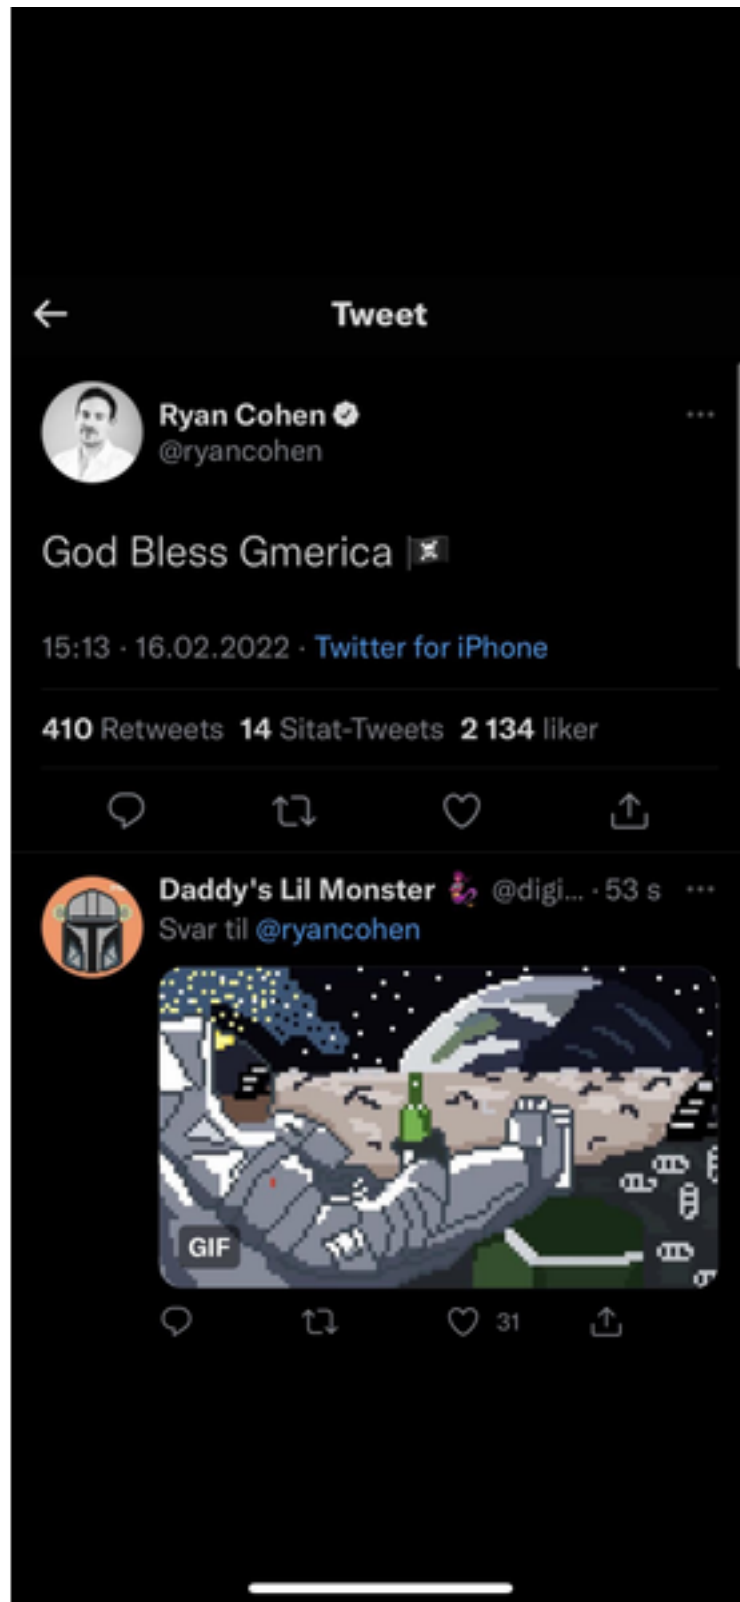 Tweet
Ryan Cohen
@ryancohen
God Bless Gmerica 🏴‍☠️
15:13 · 16.02.2022 · Twitter for iPhone
410 Retweets 14 Sitat-Tweets 2 134 liker
Daddy's Lil Monster @digi... · 53 s
Svar til @ryancohen
GIF
31